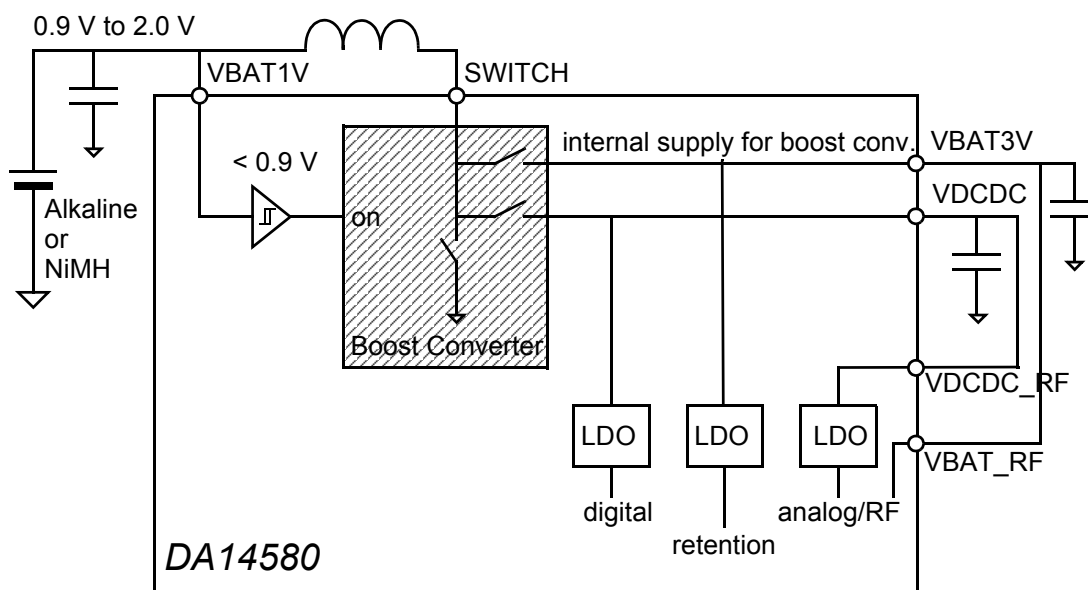 0.9 V to 2.0 V
VBAT1V
SWITCH
internal supply for boost conv.
VBAT3V
< 0.9 V
VDCDC
Alkaline
or
NiMH
on
Boost Converter
VDCDC_RF
LDO
LDO
LDO
VBAT_RF
digital
analog/RF
retention
DA14580